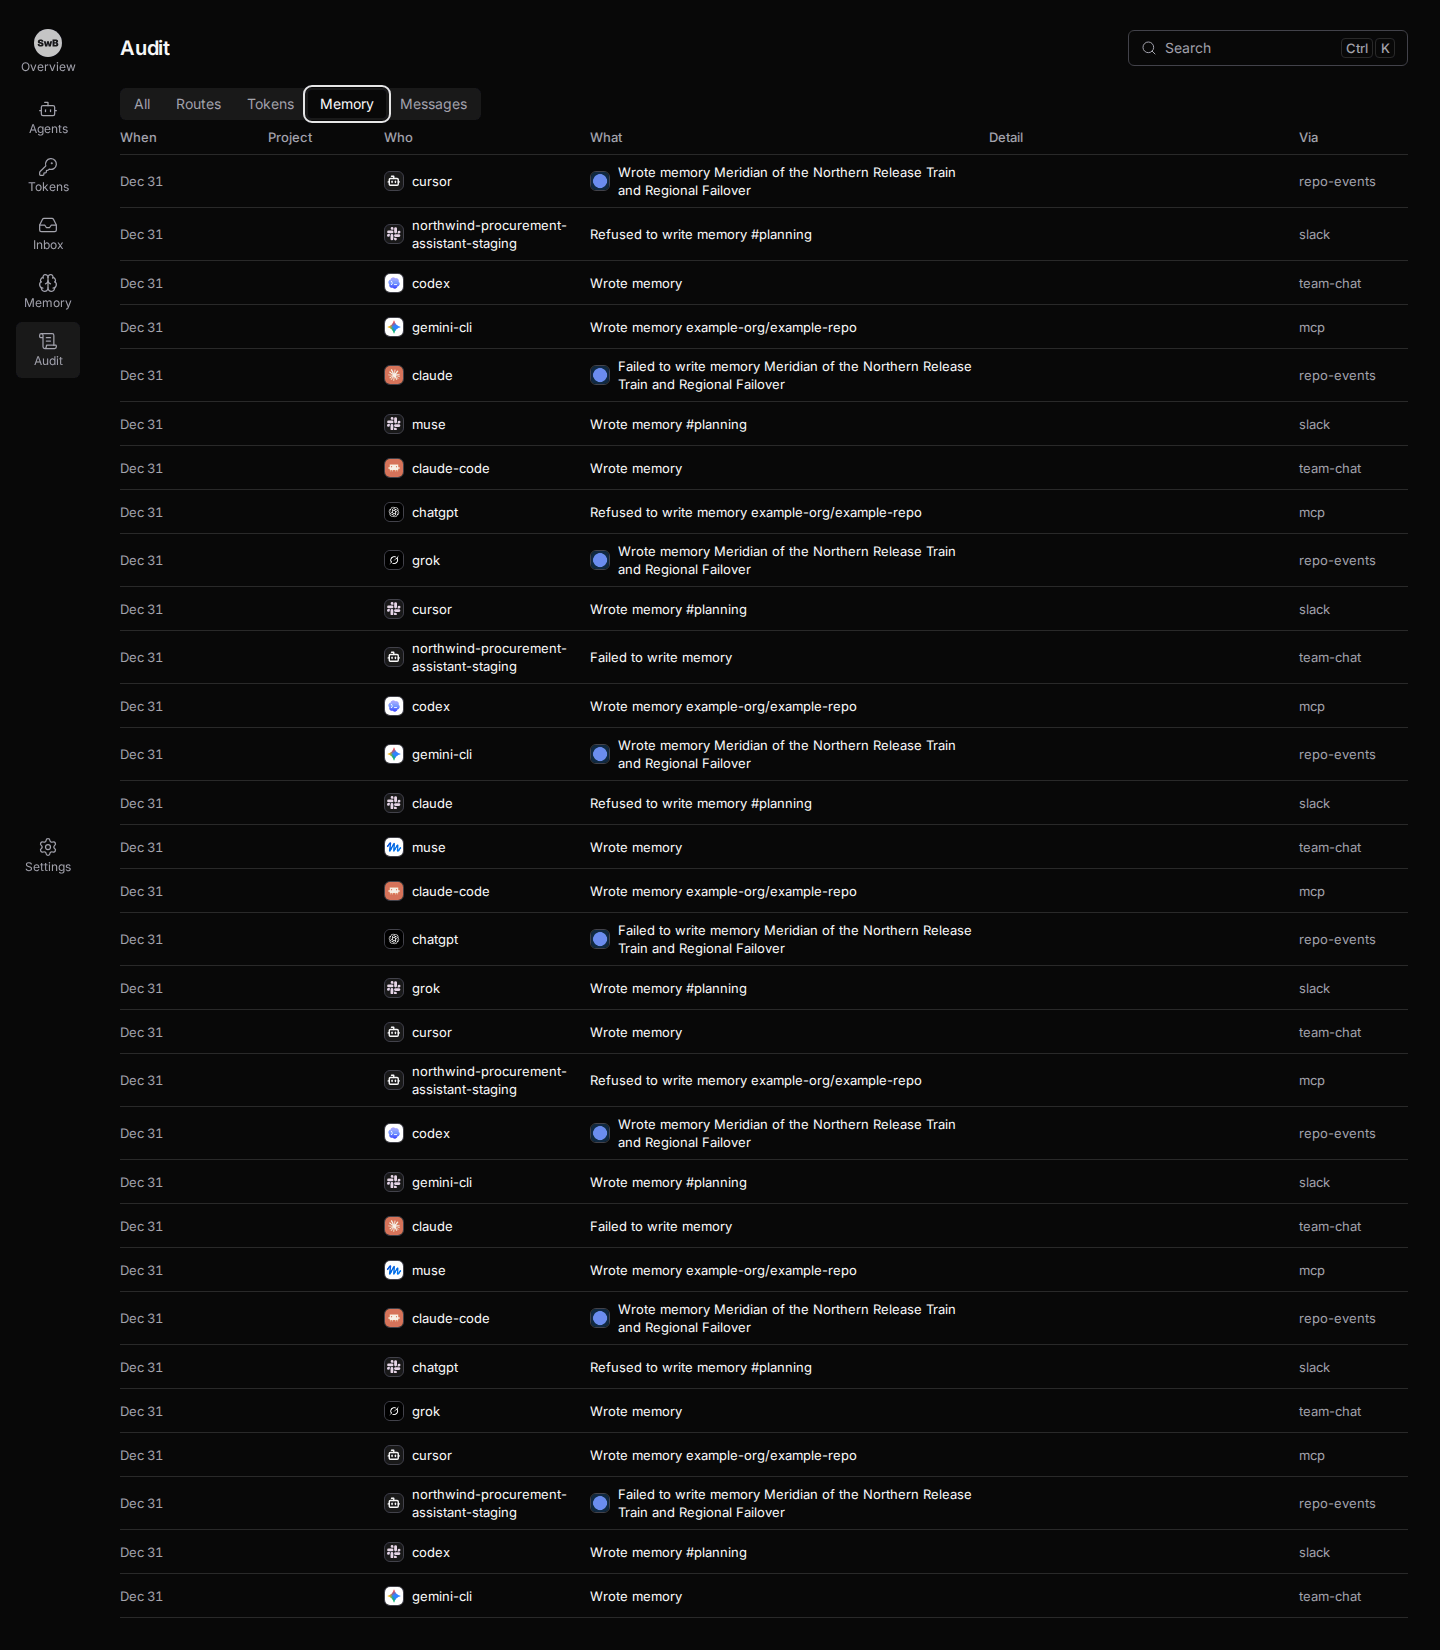 SwB
Overview
Agents
Tokens
Inbox
Memory
Audit
Settings
Audit
Search Ctrl K
All Routes Tokens Memory Messages
When Project Who What Detail Via
Dec 31 cursor Wrote memory Meridian of the Northern Release Train repo-events
and Regional Failover
Dec 31 northwind-procurement- Refused to write memory #planning slack
assistant-staging
Dec 31 codex Wrote memory team-chat
Dec 31 gemini-cli Wrote memory example-org/example-repo mcp
Dec 31 claude Failed to write memory Meridian of the Northern Release repo-events
Train and Regional Failover
Dec 31 muse Wrote memory #planning slack
Dec 31 claude-code Wrote memory team-chat
Dec 31 chatgpt Refused to write memory example-org/example-repo mcp
Dec 31 grok Wrote memory Meridian of the Northern Release Train repo-events
and Regional Failover
Dec 31 cursor Wrote memory #planning slack
Dec 31 northwind-procurement- Failed to write memory team-chat
assistant-staging
Dec 31 codex Wrote memory example-org/example-repo mcp
Dec 31 gemini-cli Wrote memory Meridian of the Northern Release Train repo-events
and Regional Failover
Dec 31 claude Refused to write memory #planning slack
Dec 31 muse Wrote memory team-chat
Dec 31 claude-code Wrote memory example-org/example-repo mcp
Dec 31 chatgpt Failed to write memory Meridian of the Northern Release repo-events
Train and Regional Failover
Dec 31 grok Wrote memory #planning slack
Dec 31 cursor Wrote memory team-chat
Dec 31 northwind-procurement- Refused to write memory example-org/example-repo mcp
assistant-staging
Dec 31 codex Wrote memory Meridian of the Northern Release Train repo-events
and Regional Failover
Dec 31 gemini-cli Wrote memory #planning slack
Dec 31 claude Failed to write memory team-chat
Dec 31 muse Wrote memory example-org/example-repo mcp
Dec 31 claude-code Wrote memory Meridian of the Northern Release Train repo-events
and Regional Failover
Dec 31 chatgpt Refused to write memory #planning slack
Dec 31 grok Wrote memory team-chat
Dec 31 cursor Wrote memory example-org/example-repo mcp
Dec 31 northwind-procurement- Failed to write memory Meridian of the Northern Release repo-events
assistant-staging Train and Regional Failover
Dec 31 codex Wrote memory #planning slack
Dec 31 gemini-cli Wrote memory team-chat